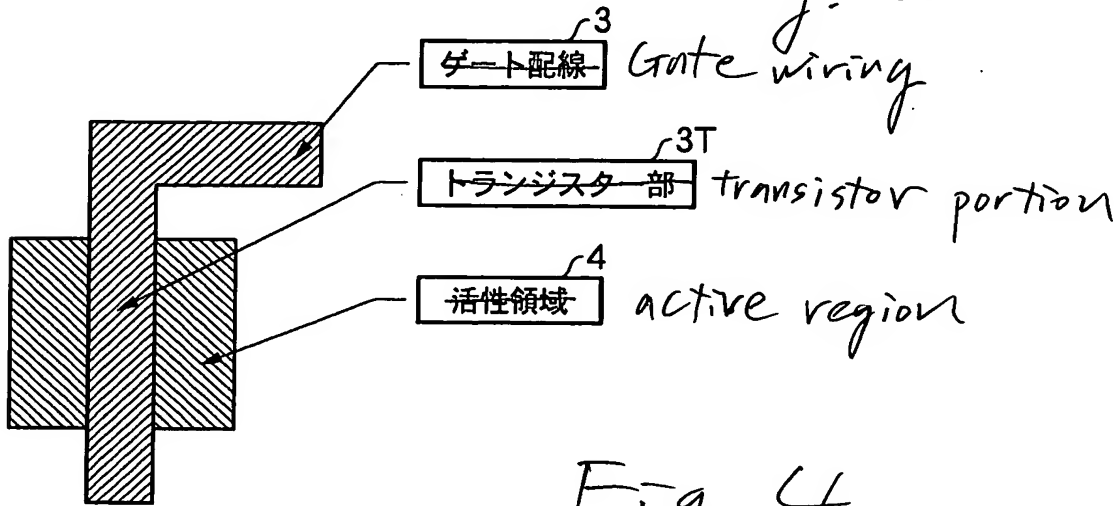 3
ゲート配線 Gate wiring
3T
トランジスター 部 transistor portion
4
活性領域 active region
Fig. 4